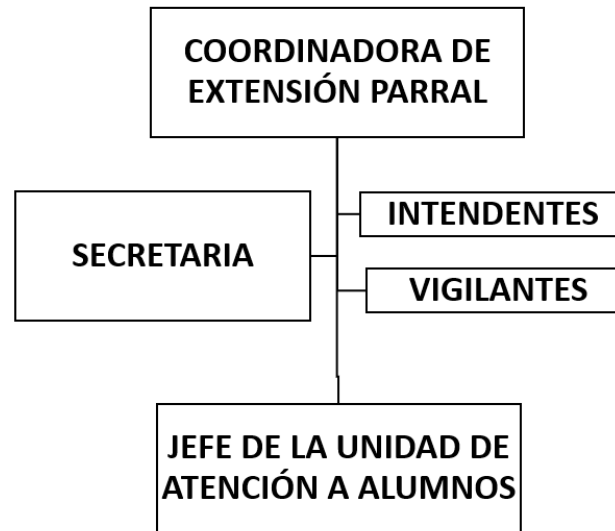 COORDINADORA DE
EXTENSIÓN PARRAL
INTENDENTES
SECRETARIA
VIGILANTES
JEFE DE LA UNIDAD DE
ATENCIÓN A ALUMNOS